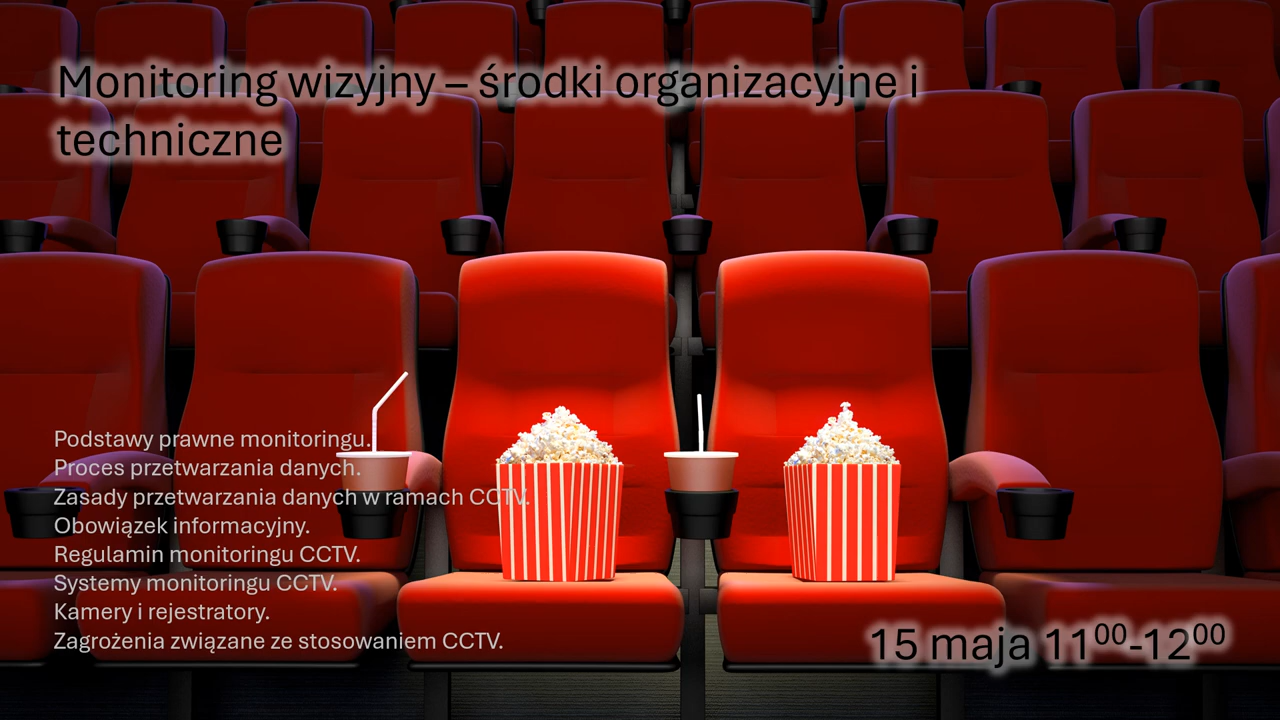 Monitoring wizyjny – środki organizacyjne i
techniczne
Podstawy prawne monitoringu.
Proces przetwarzania danych.
Zasady przetwarzania danych w ramach CCTV.
Obowiązek informacyjny.
Regulamin monitoringu CCTV.
Systemy monitoringu CCTV.
Kamery i rejestratory.
Zagrożenia związane ze stosowaniem CCTV.
15 maja 11⁰⁰-12⁰⁰